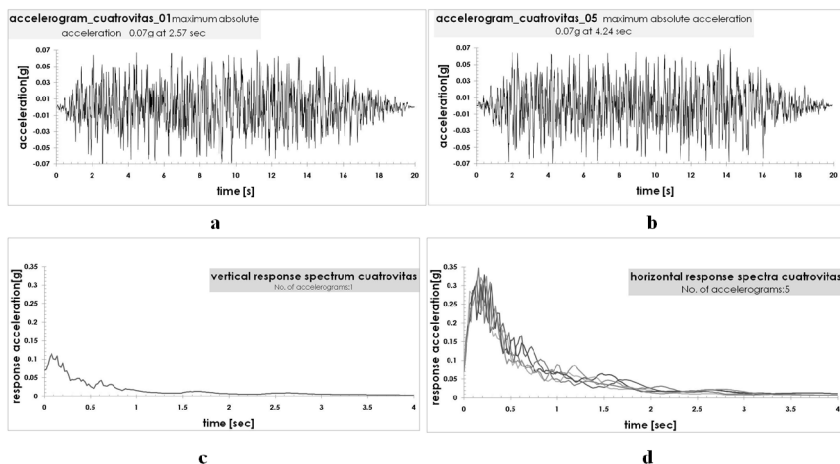 accelerogram_cuatrovitas_01 maximum absolute
acceleration 0.07g at 2.57 sec
acceleration[g]
0.07
0.05
0.03
0.01
-0.01
-0.03
-0.05
-0.07
0 2 4 6 8 10 12 14 16 18 20
time [s]
a
accelerogram_cuatrovitas_05 maximum absolute acceleration
0.07g at 4.24 sec
acceleration[g]
0.07
0.05
0.03
0.01
-0.01
-0.03
-0.05
-0.07
0 2 4 6 8 10 12 14 16 18 20
time [s]
b
vertical response spectrum cuatrovitas
No. of accelerograms:1
response acceleration[g]
0.35
0.3
0.25
0.2
0.15
0.1
0.05
0
0 0.5 1 1.5 2 2.5 3 3.5 4
time [sec]
c
horizontal response spectra cuatrovitas
No. of accelerograms:5
response acceleration[g]
0.35
0.3
0.25
0.2
0.15
0.1
0.05
0
0 0.5 1 1.5 2 2.5 3 3.5 4
time [sec]
d